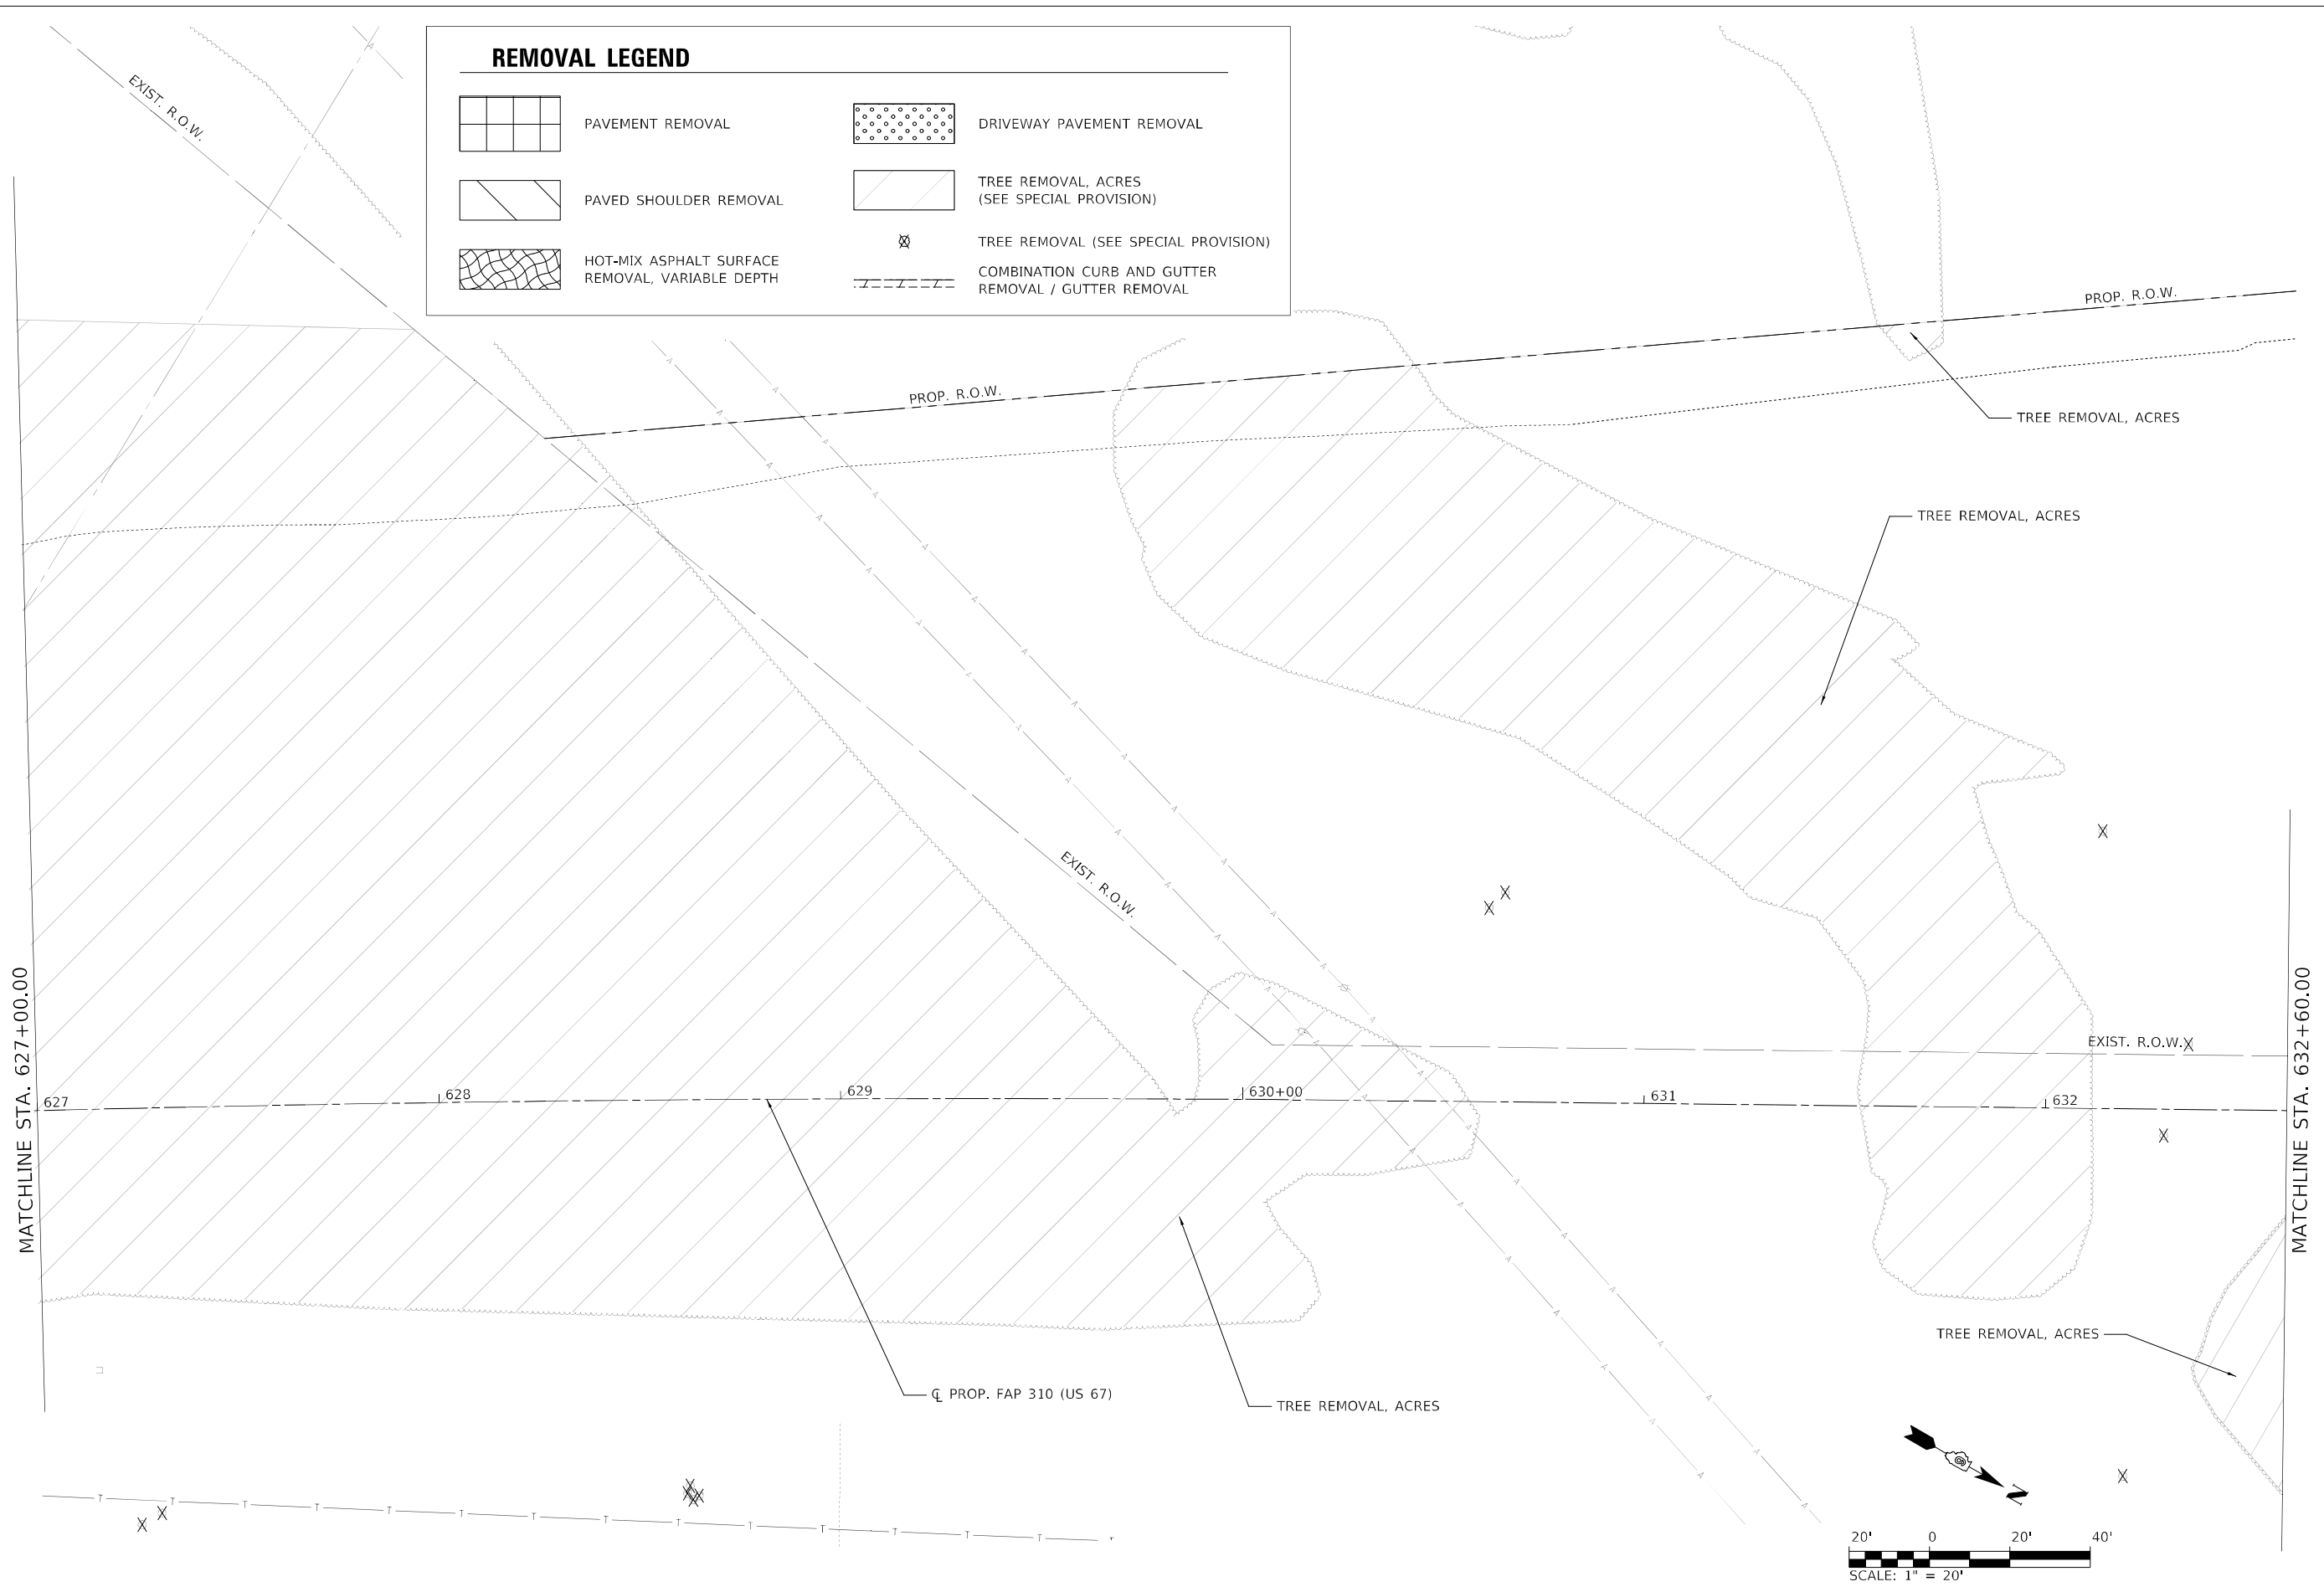 REMOVAL LEGEND
PAVEMENT REMOVAL
PAVED SHOULDER REMOVAL
HOT-MIX ASPHALT SURFACE
REMOVAL, VARIABLE DEPTH
DRIVEWAY PAVEMENT REMOVAL
TREE REMOVAL, ACRES
(SEE SPECIAL PROVISION)
TREE REMOVAL (SEE SPECIAL PROVISION)
COMBINATION CURB AND GUTTER
REMOVAL / GUTTER REMOVAL
EXIST. R.O.W.
PROP. R.O.W.
PROP. R.O.W.
TREE REMOVAL, ACRES
TREE REMOVAL, ACRES
EXIST. R.O.W.
EXIST. R.O.W.
MATCHLINE STA. 627+00.00
627
628
629
630+00
631
632
MATCHLINE STA. 632+60.00
TREE REMOVAL, ACRES
℄ PROP. FAP 310 (US 67)
TREE REMOVAL, ACRES
N
20' 0 20' 40'
SCALE: 1" = 20'